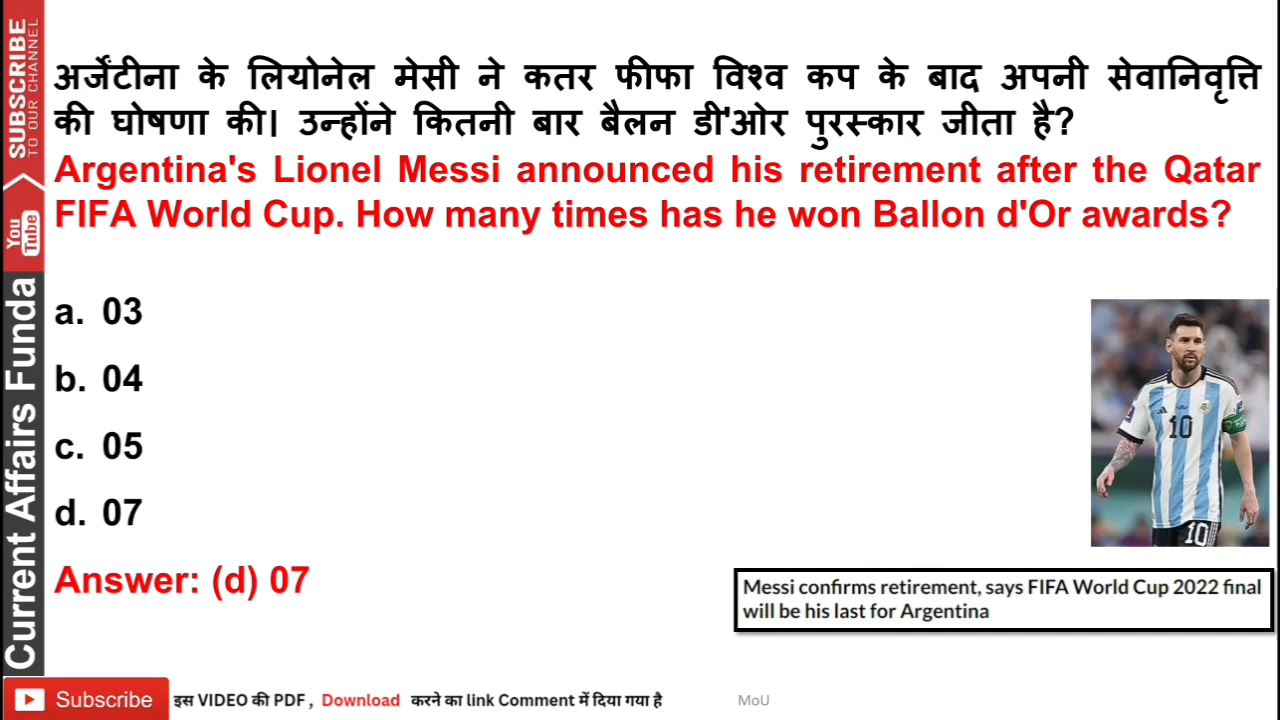 अर्जेंटीना के लियोनेल मेसी ने कतर फीफा विश्व कप के बाद अपनी सेवानिवृत्ति
की घोषणा की। उन्होंने कितनी बार बैलन डी'ओर पुरस्कार जीता है?
Argentina's Lionel Messi announced his retirement after the Qatar
FIFA World Cup. How many times has he won Ballon d'Or awards?
a. 03
b. 04
c. 05
d. 07
Answer: (d) 07
10
10
Messi confirms retirement, says FIFA World Cup 2022 final
will be his last for Argentina
SUBSCRIBE
TO OUR CHANNEL
You
Tube
Current Affairs Funda
Subscribe इस VIDEO की PDF , Download करने का link Comment में दिया गया है MoU